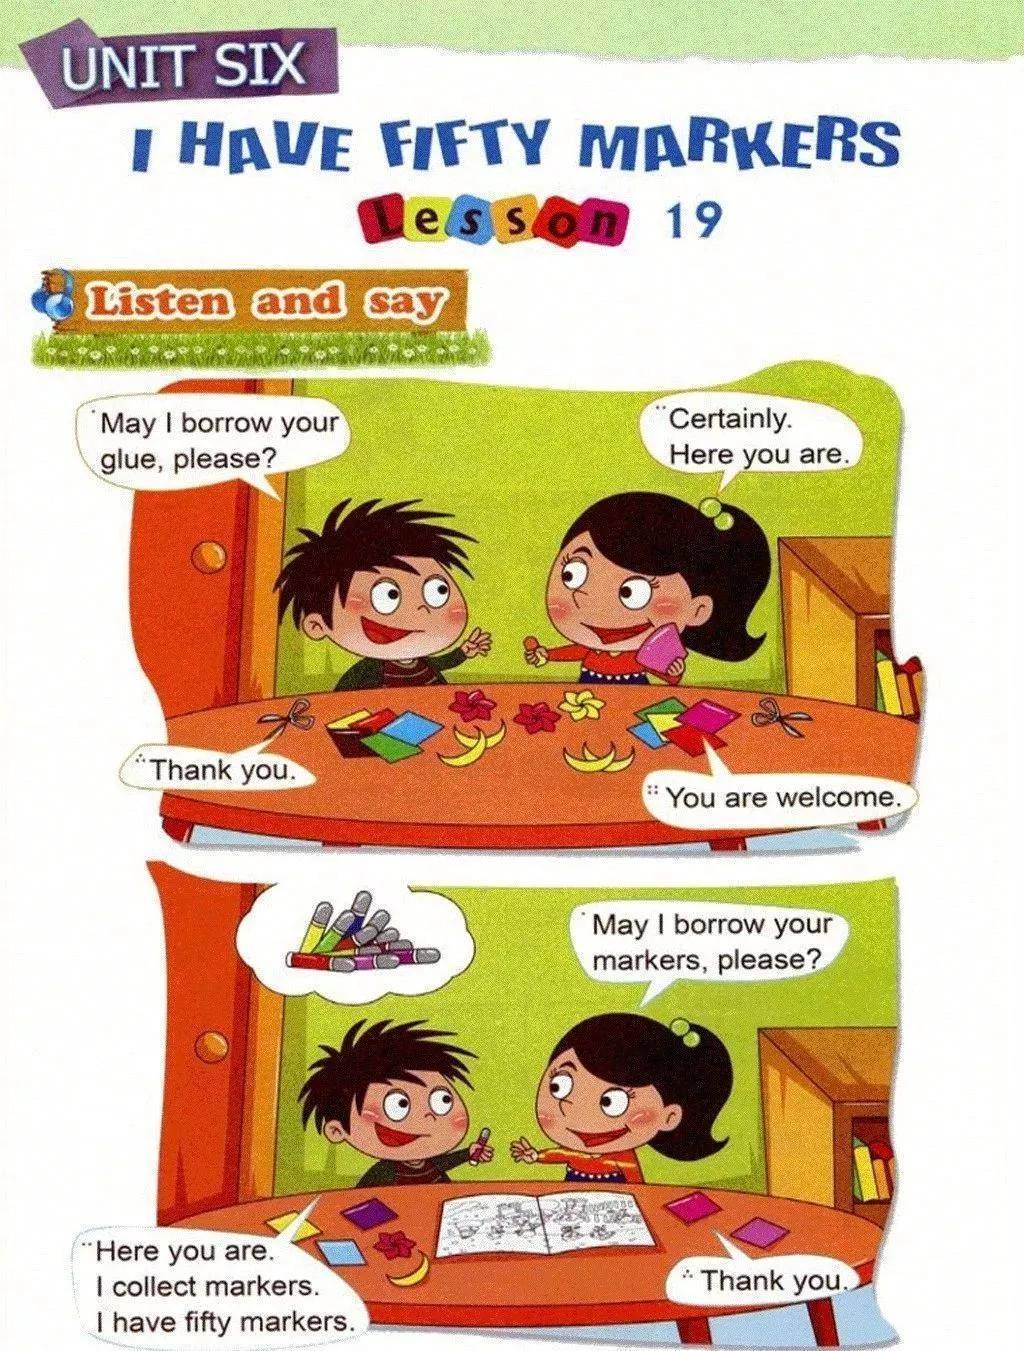 UNIT SIX
I HAVE FIFTY MARKERS
Lesson 19
Listen and say
May I borrow your
glue, please?
Certainly.
Here you are.
Thank you.
You are welcome.
May I borrow your
markers, please?
Here you are.
I collect markers.
I have fifty markers.
Thank you.